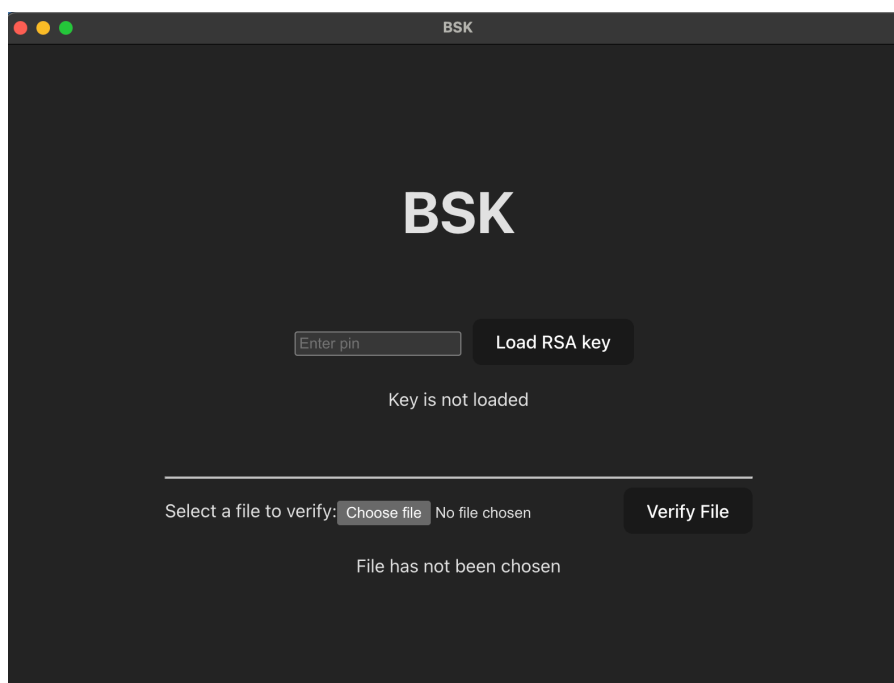 BSK
BSK
Enter pin Load RSA key
Key is not loaded
Select a file to verify: Choose file No file chosen Verify File
File has not been chosen